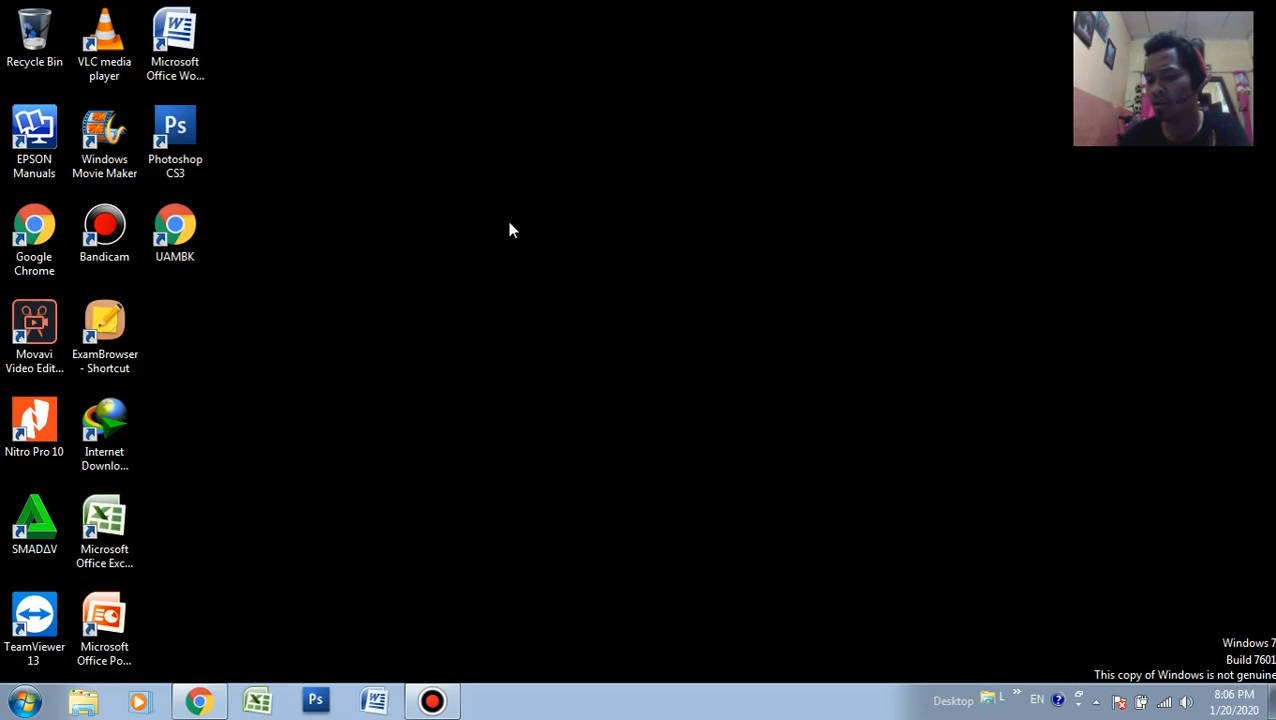 Recycle Bin
VLC media
player
Microsoft
Office Wo...
EPSON
Manuals
Windows
Movie Maker
Ps
Photoshop
CS3
Google
Chrome
Bandicam
UAMBK
Movavi
Video Edit...
ExamBrowser
- Shortcut
Nitro Pro 10
Internet
Downlo...
SMADΔV
Microsoft
Office Exc...
TeamViewer
13
Microsoft
Office Po...
Windows 7
Build 7601
This copy of Windows is not genuine
Ps
Desktop
L
»
EN
8:06 PM
1/20/2020